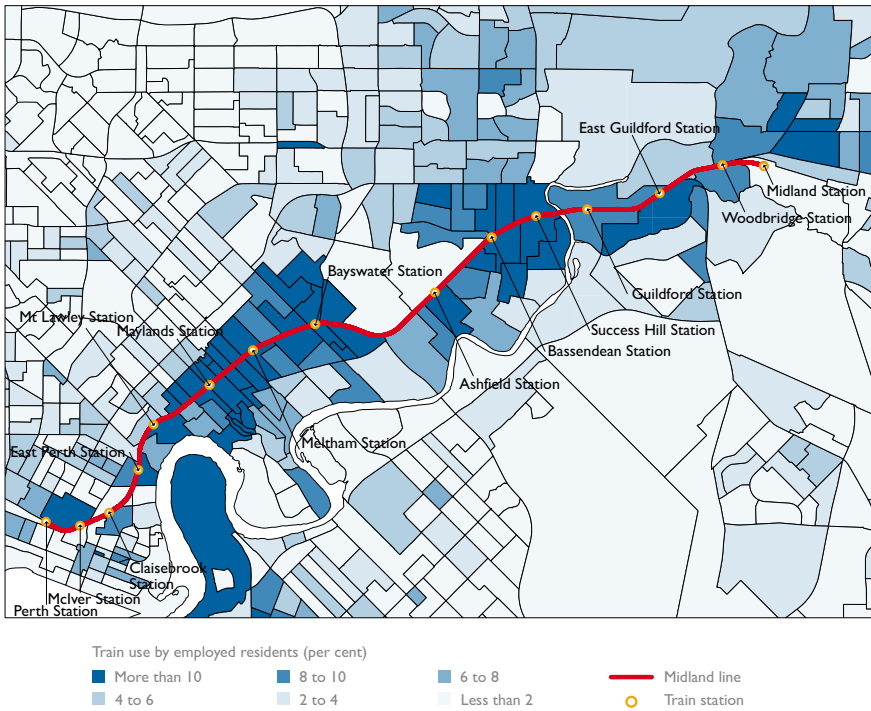 East Guildford Station
Midland Station
Woodbridge Station
Bayswater Station
Guildford Station
Mt Lawley Station
Maylands Station
Success Hill Station
Bassendean Station
Ashfield Station
Meltham Station
East Perth Station
Claisebrook
Station
McIver Station
Perth Station
Train use by employed residents (per cent)
More than 10
8 to 10
6 to 8
Midland line
4 to 6
2 to 4
Less than 2
Train station